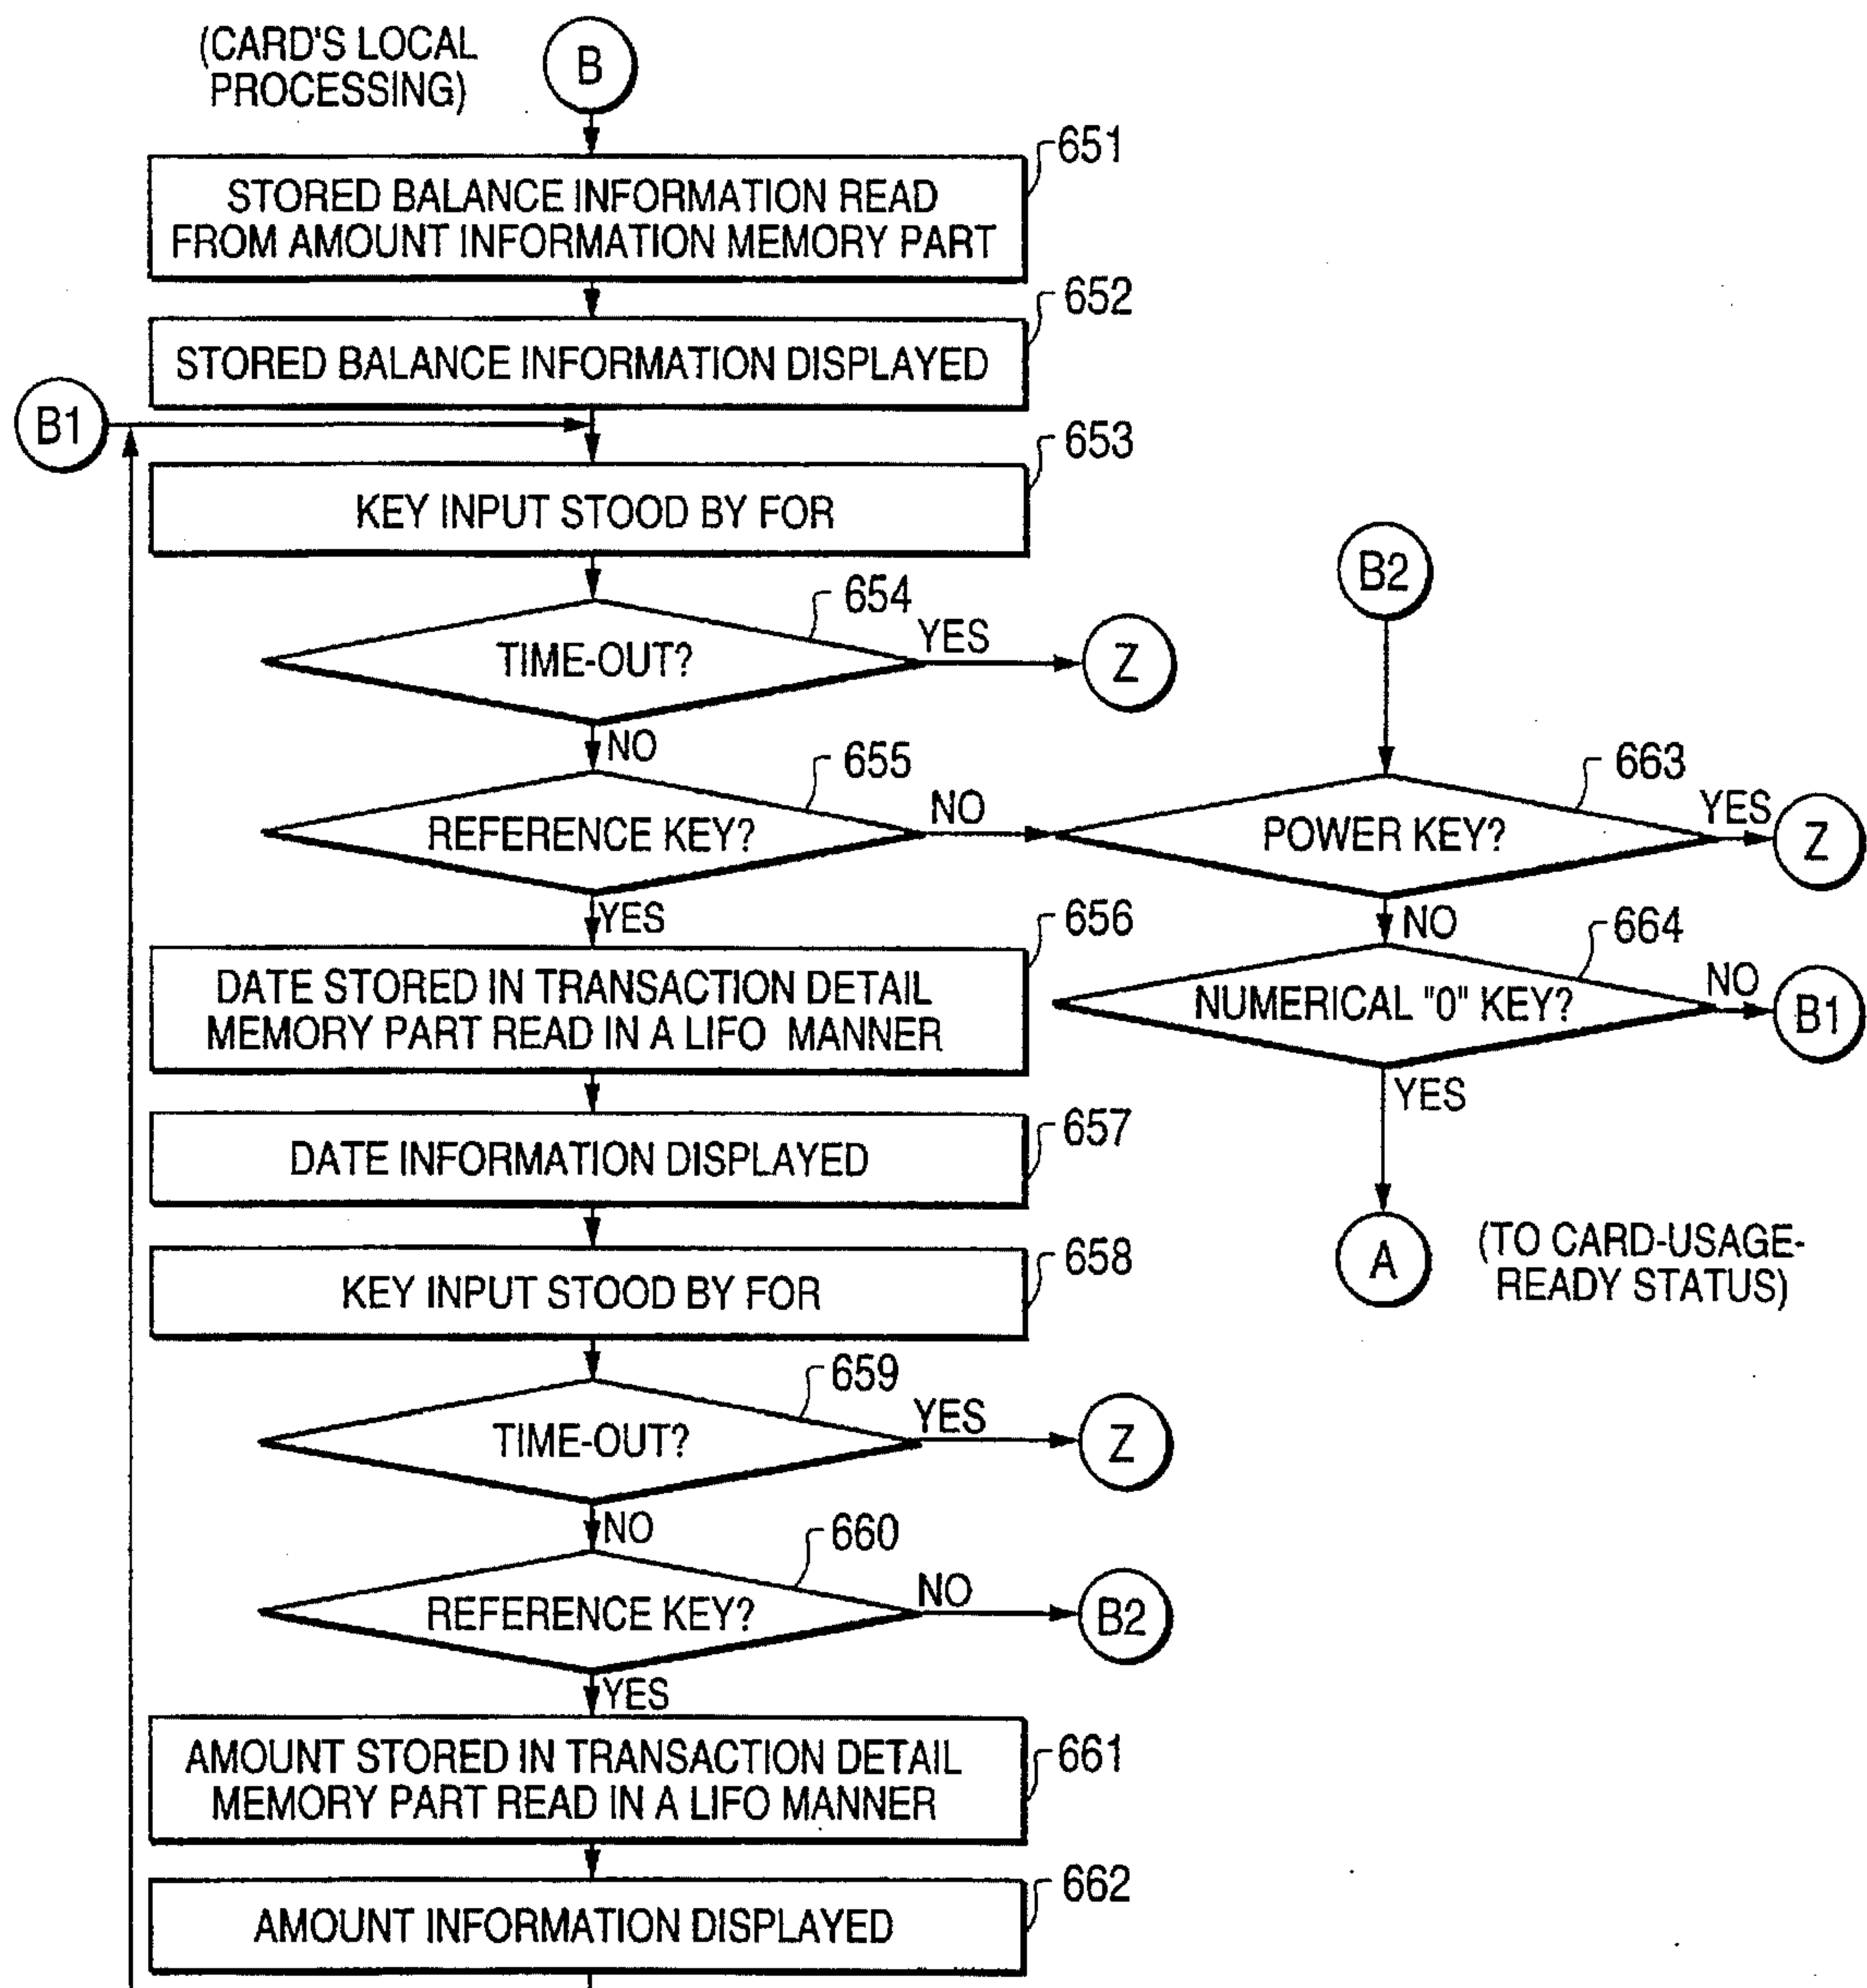 (CARD'S LOCAL
PROCESSING)
B
651
STORED BALANCE INFORMATION READ
FROM AMOUNT INFORMATION MEMORY PART
652
STORED BALANCE INFORMATION DISPLAYED
B1
653
KEY INPUT STOOD BY FOR
654
TIME-OUT?
YES
Z
NO
655
REFERENCE KEY?
NO
YES
656
DATE STORED IN TRANSACTION DETAIL
MEMORY PART READ IN A LIFO MANNER
657
DATE INFORMATION DISPLAYED
658
KEY INPUT STOOD BY FOR
659
TIME-OUT?
YES
Z
NO
660
REFERENCE KEY?
NO
B2
YES
661
AMOUNT STORED IN TRANSACTION DETAIL
MEMORY PART READ IN A LIFO MANNER
662
AMOUNT INFORMATION DISPLAYED
B2
663
POWER KEY?
YES
Z
NO
664
NUMERICAL "0" KEY?
NO
B1
YES
A
(TO CARD-USAGE-
READY STATUS)